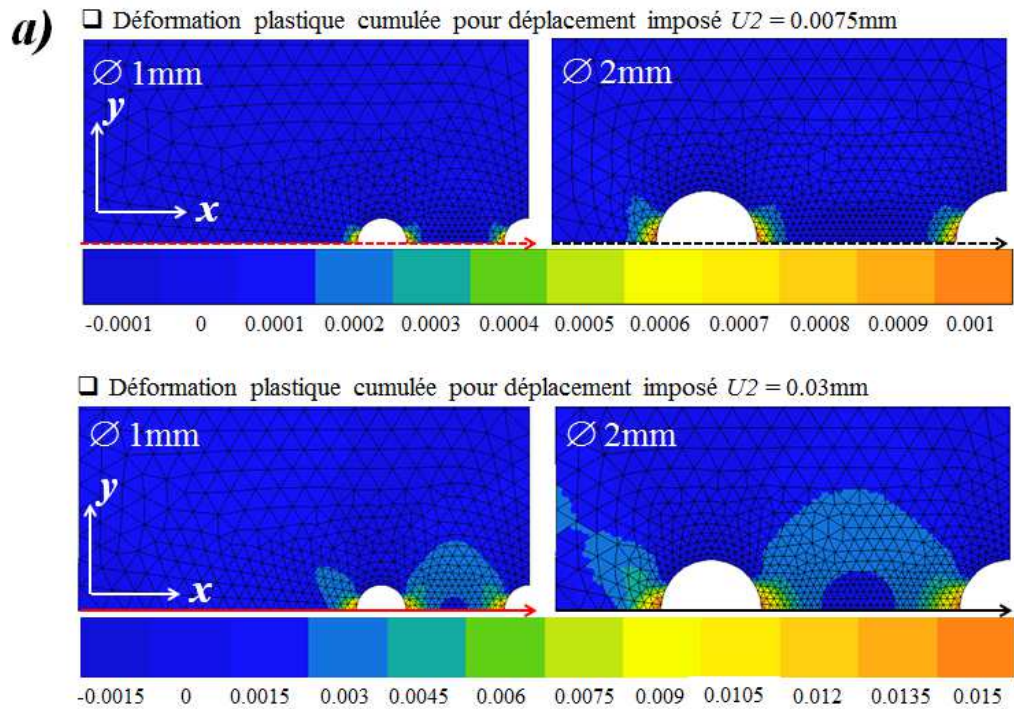 a)
❑ Déformation plastique cumulée pour déplacement imposé U2 = 0.0075mm
∅ 1mm
∅ 2mm
y
x
-0.0001 0 0.0001 0.0002 0.0003 0.0004 0.0005 0.0006 0.0007 0.0008 0.0009 0.001
❑ Déformation plastique cumulée pour déplacement imposé U2 = 0.03mm
∅ 1mm
∅ 2mm
y
x
-0.0015 0 0.0015 0.003 0.0045 0.006 0.0075 0.009 0.0105 0.012 0.0135 0.015